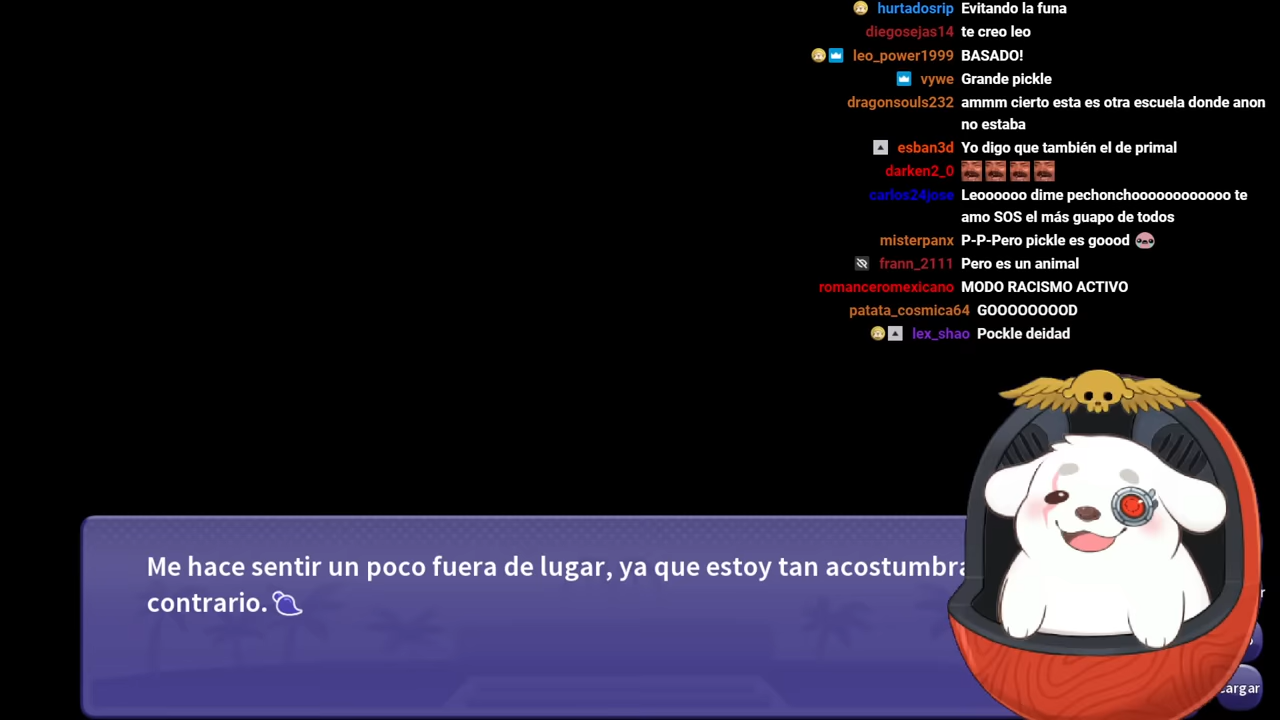 hurtadosrip Evitando la funa
diegosejas14 te creo leo
leo_power1999 BASADO!
vywe Grande pickle
dragonsouls232 ammm cierto esta es otra escuela donde anon
no estaba
esban3d Yo digo que también el de primal
darken2_0
carlos24jose Leoooooo dime pechonchoooooooooooo te
amo SOS el más guapo de todos
misterpanx P-P-Pero pickle es goood
frann_2111 Pero es un animal
romanceromexicano MODO RACISMO ACTIVO
patata_cosmica64 GOOOOOOOOD
lex_shao Pockle deidad
Me hace sentir un poco fuera de lugar, ya que estoy tan acostumbra
contrario.
argar